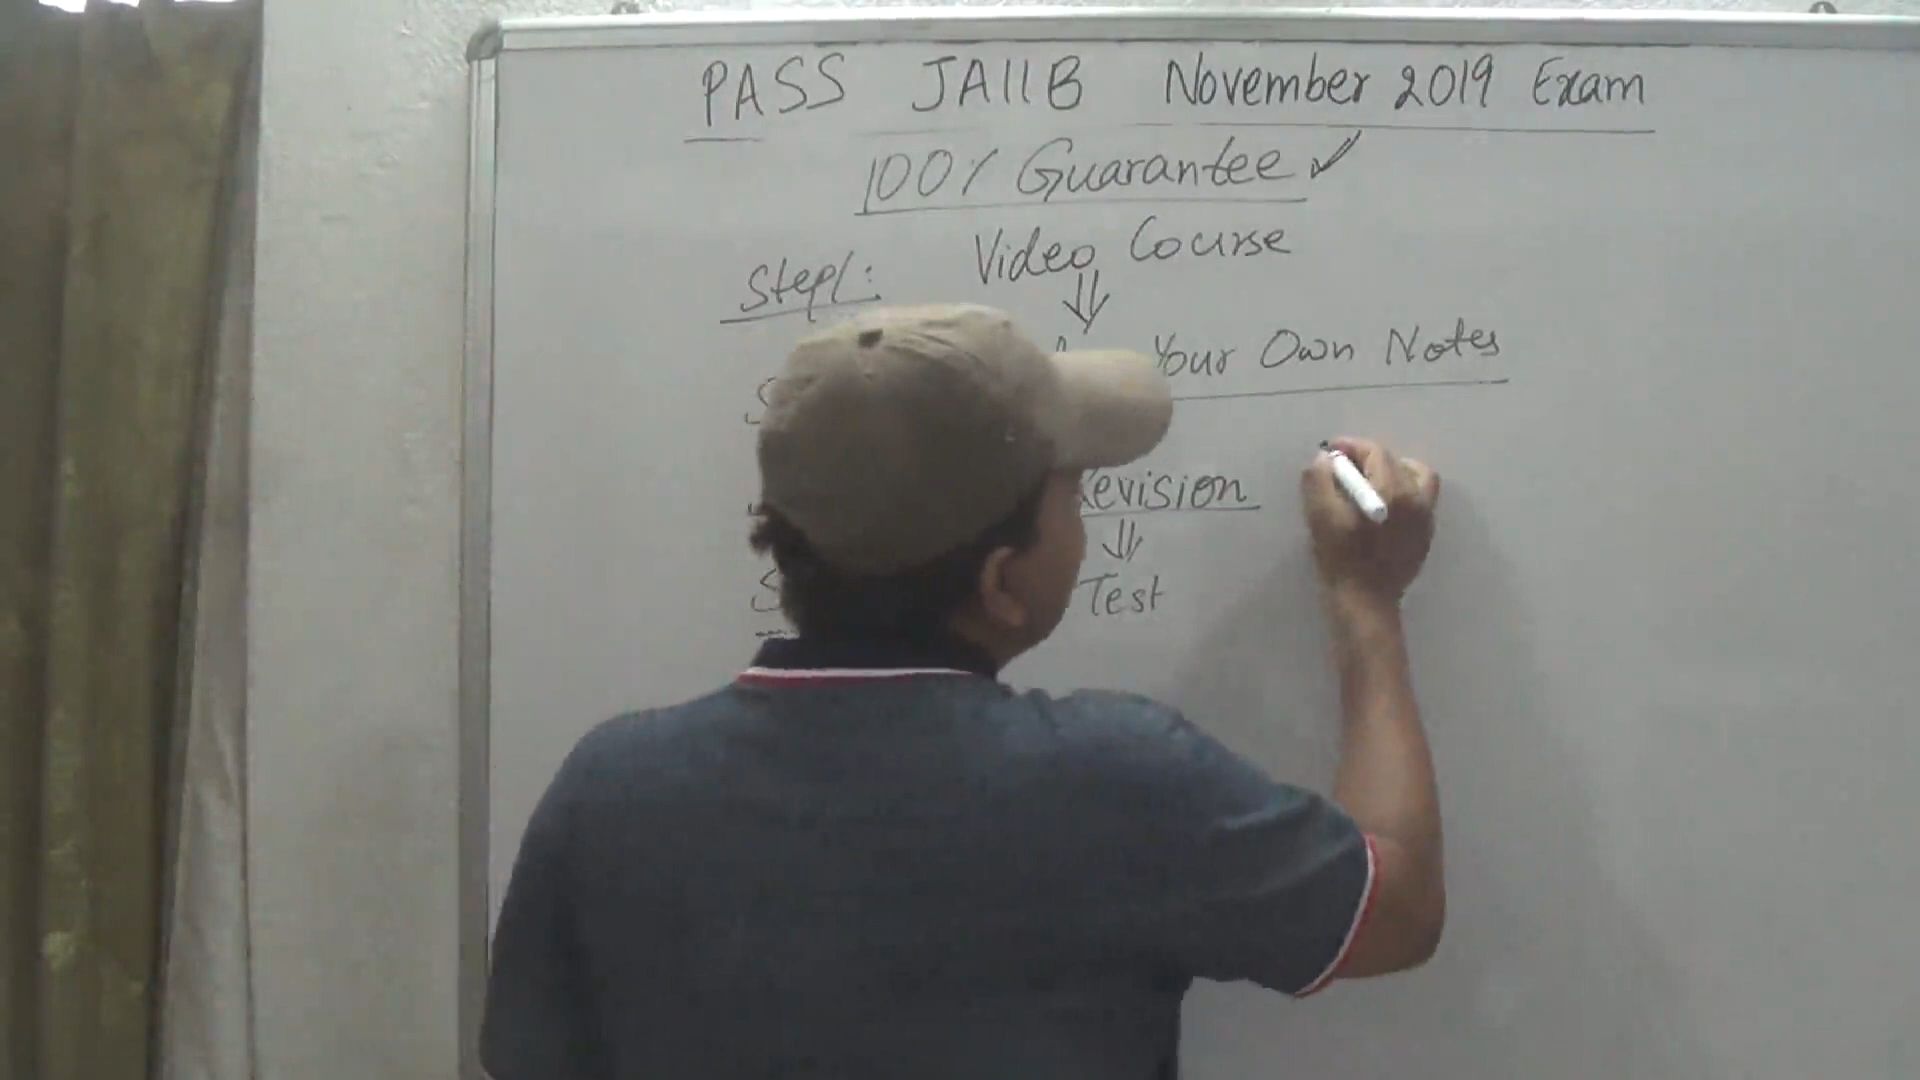 PASS JAIIB November 2019 Exam
100% Guarantee ✓
Step1: Video Course
Your Own Notes
Revision
Test